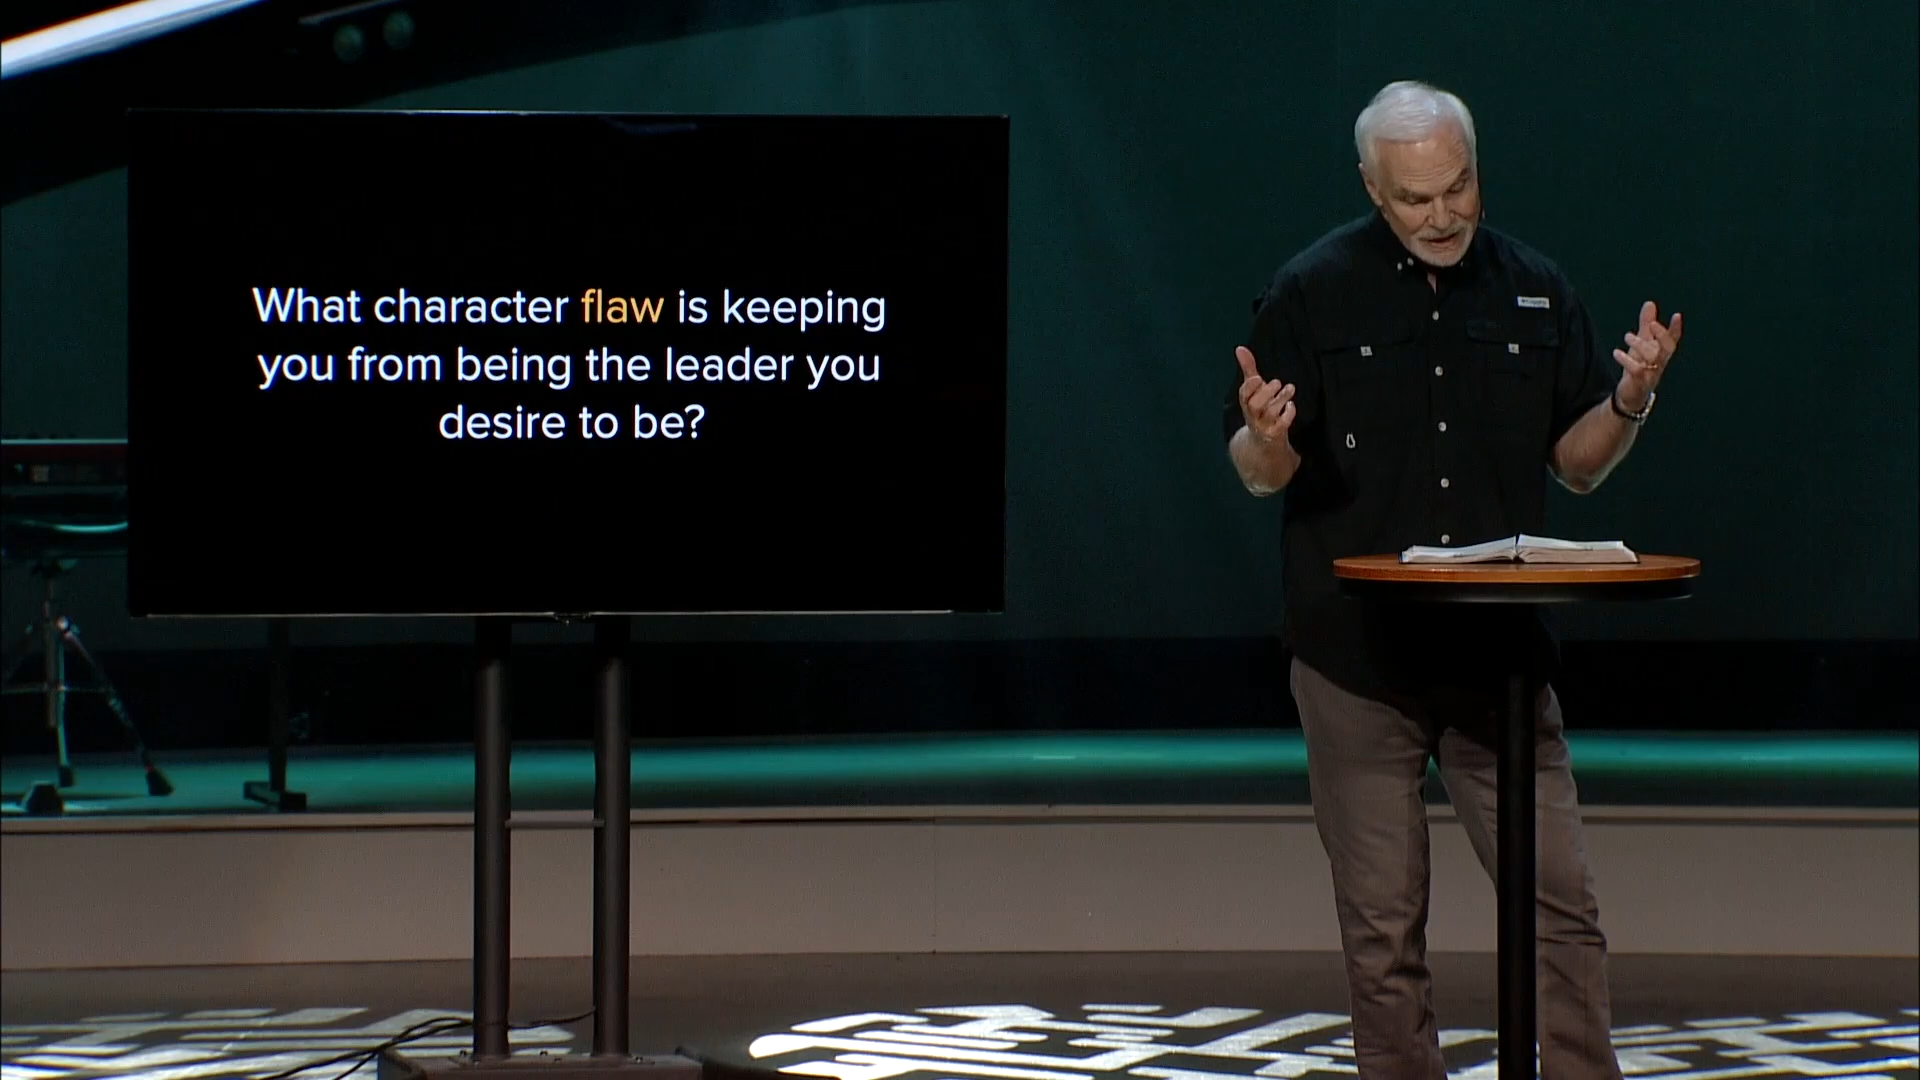 What character flaw is keeping
you from being the leader you
desire to be?